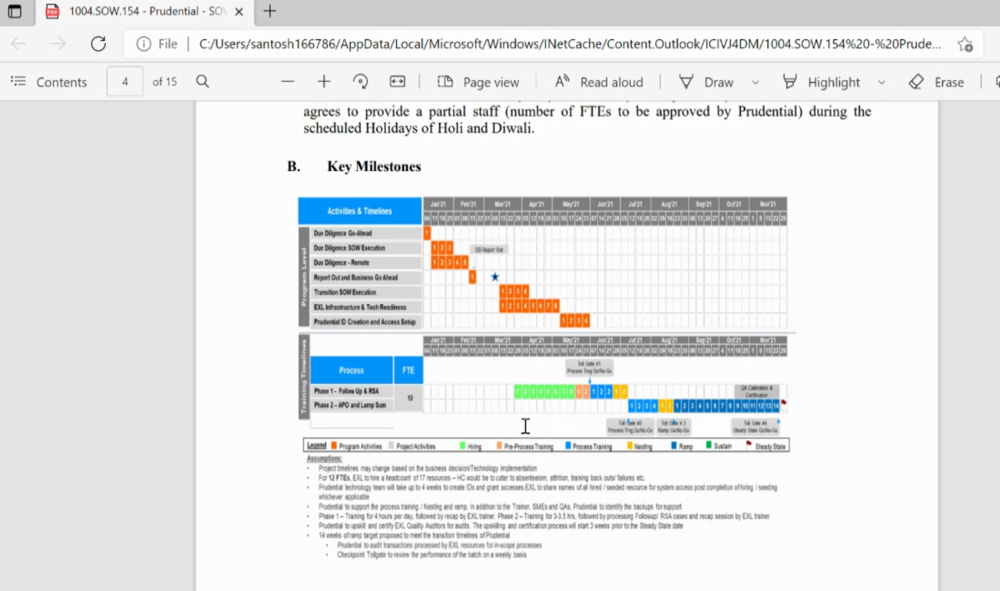 1004.SOW.154 - Prudential - SO
File
C:/Users/santosh166786/AppData/Local/Microsoft/Windows/INetCache/Content.Outlook/ICIVJ4DM/1004.SOW.154%20-%20Prude...
Contents
4 of 15
Page view
Read aloud
Draw
Highlight
Erase
agrees to provide a partial staff (number of FTEs to be approved by Prudential) during the
scheduled Holidays of Holi and Diwali.
B. Key Milestones
Activities & Timelines
Jan'21 Feb'21 Mar'21 Apr'21 May'21 Jun'21 Jul'21 Aug'21 Sep'21 Oct'21 Nov'21
04 11 18 25 01 08 15 22 01 08 15 22 29 05 12 19 26 03 10 17 24 31 07 14 21 28 05 12 19 26 02 09 16 23 30 06 13 20 27 4 11 18 25 1 8 15 22 29
Program Level
Due Diligence Go-Ahead 1
Due Diligence SOW Execution 1 2 3
DD Report Out
Due Diligence - Remote 1 2 3 4 5
Report Out and Business Go Ahead 1
Transition SOW Execution 1 2 3 4
EXL Infrastructure & Tech Readiness 1 2 3 4 5 6 7 8
Prudential ID Creation and Access Setup 1 2 3 4
Training Timelines
Jan'21 Feb'21 Mar'21 Apr'21 May'21 Jun'21 Jul'21 Aug'21 Sep'21 Oct'21 Nov'21
04 11 18 25 01 08 15 22 01 08 15 22 29 05 12 19 26 03 10 17 24 31 07 14 21 28 05 12 19 26 02 09 16 23 30 06 13 20 27 4 11 18 25 1 8 15 22 29
Process FTE
Toll Gate #1
Process Trng Go/No-Go
Phase 1 - Follow Up & RSA 1 2 3 4 5 6 7 8 1 2 1 2 3 1 2
QA Calibration &
Certification
10
Phase 2 – APO and Lump Sum 1 2 3 4 1 2 1 2 3 4 5 6 7 8 9 10 11 12 13 14
Toll Gate #2
Process Trng Go/No-Go
Toll Gate # 3
Ramp Go/No-Go
Toll Gate #4
Steady State Go/No-Go
Legend Program Activities Project Activities Hiring Pre-Process Training Process Training Nesting Ramp Sustain Steady State
Assumptions:
• Project timelines may change based on the business decision/Technology implementation
• For 12 FTEs, EXL to hire a headcount of 17 resources – HC would be to cater to absenteeism, attrition, training back outs/ failures etc.
• Prudential technology team will take up to 4 weeks to create IDs and grant accesses.EXL to share names of all hired / seeded resource for system access post completion of hiring / seeding
whichever applicable
• Prudential to support the process training / Nesting and ramp. In addition to the Trainer, SMEs and QAs, Prudential to identify the backups for support
• Phase 1 – Training for 4 hours per day, followed by recap by EXL trainer. Phase 2 – Training for 3-3.5 hrs, followed by processing Followup/ RSA cases and recap session by EXL trainer
• Prudential to upskill and certify EXL Quality Auditors for audits. The upskilling and certification process will start 3 weeks prior to the Steady State date
• 14 weeks of ramp target proposed to meet the transition timelines of Prudential
• Prudential to audit transactions processed by EXL resources for in-scope processes
• Checkpoint Tollgate to review the performance of the batch on a weekly basis